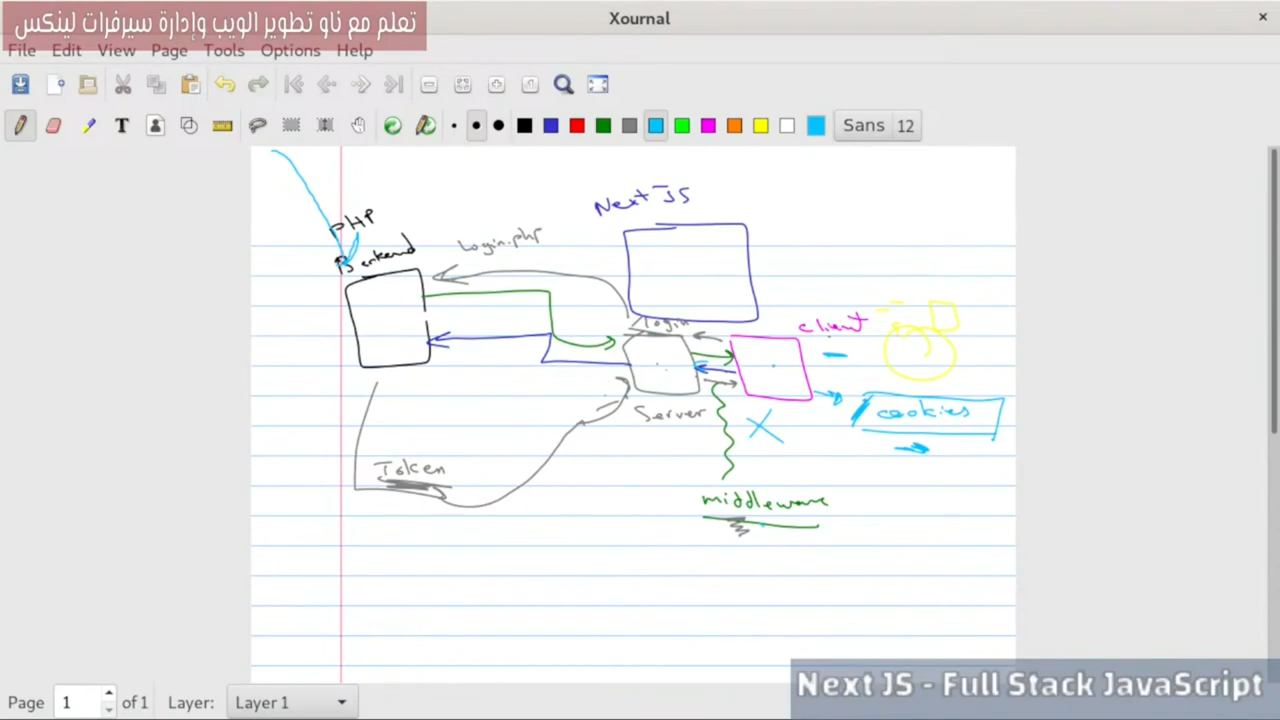 تعلم مع ناو تطوير الويب وإدارة سيرفرات لينكس
Xournal
File Edit View Page Tools Options Help
Sans 12
Next JS
PHP
Backend
Login.php
login
client
Server
cookies
Token
middleware
Page 1 of 1 Layer: Layer 1
Next JS - Full Stack JavaScript